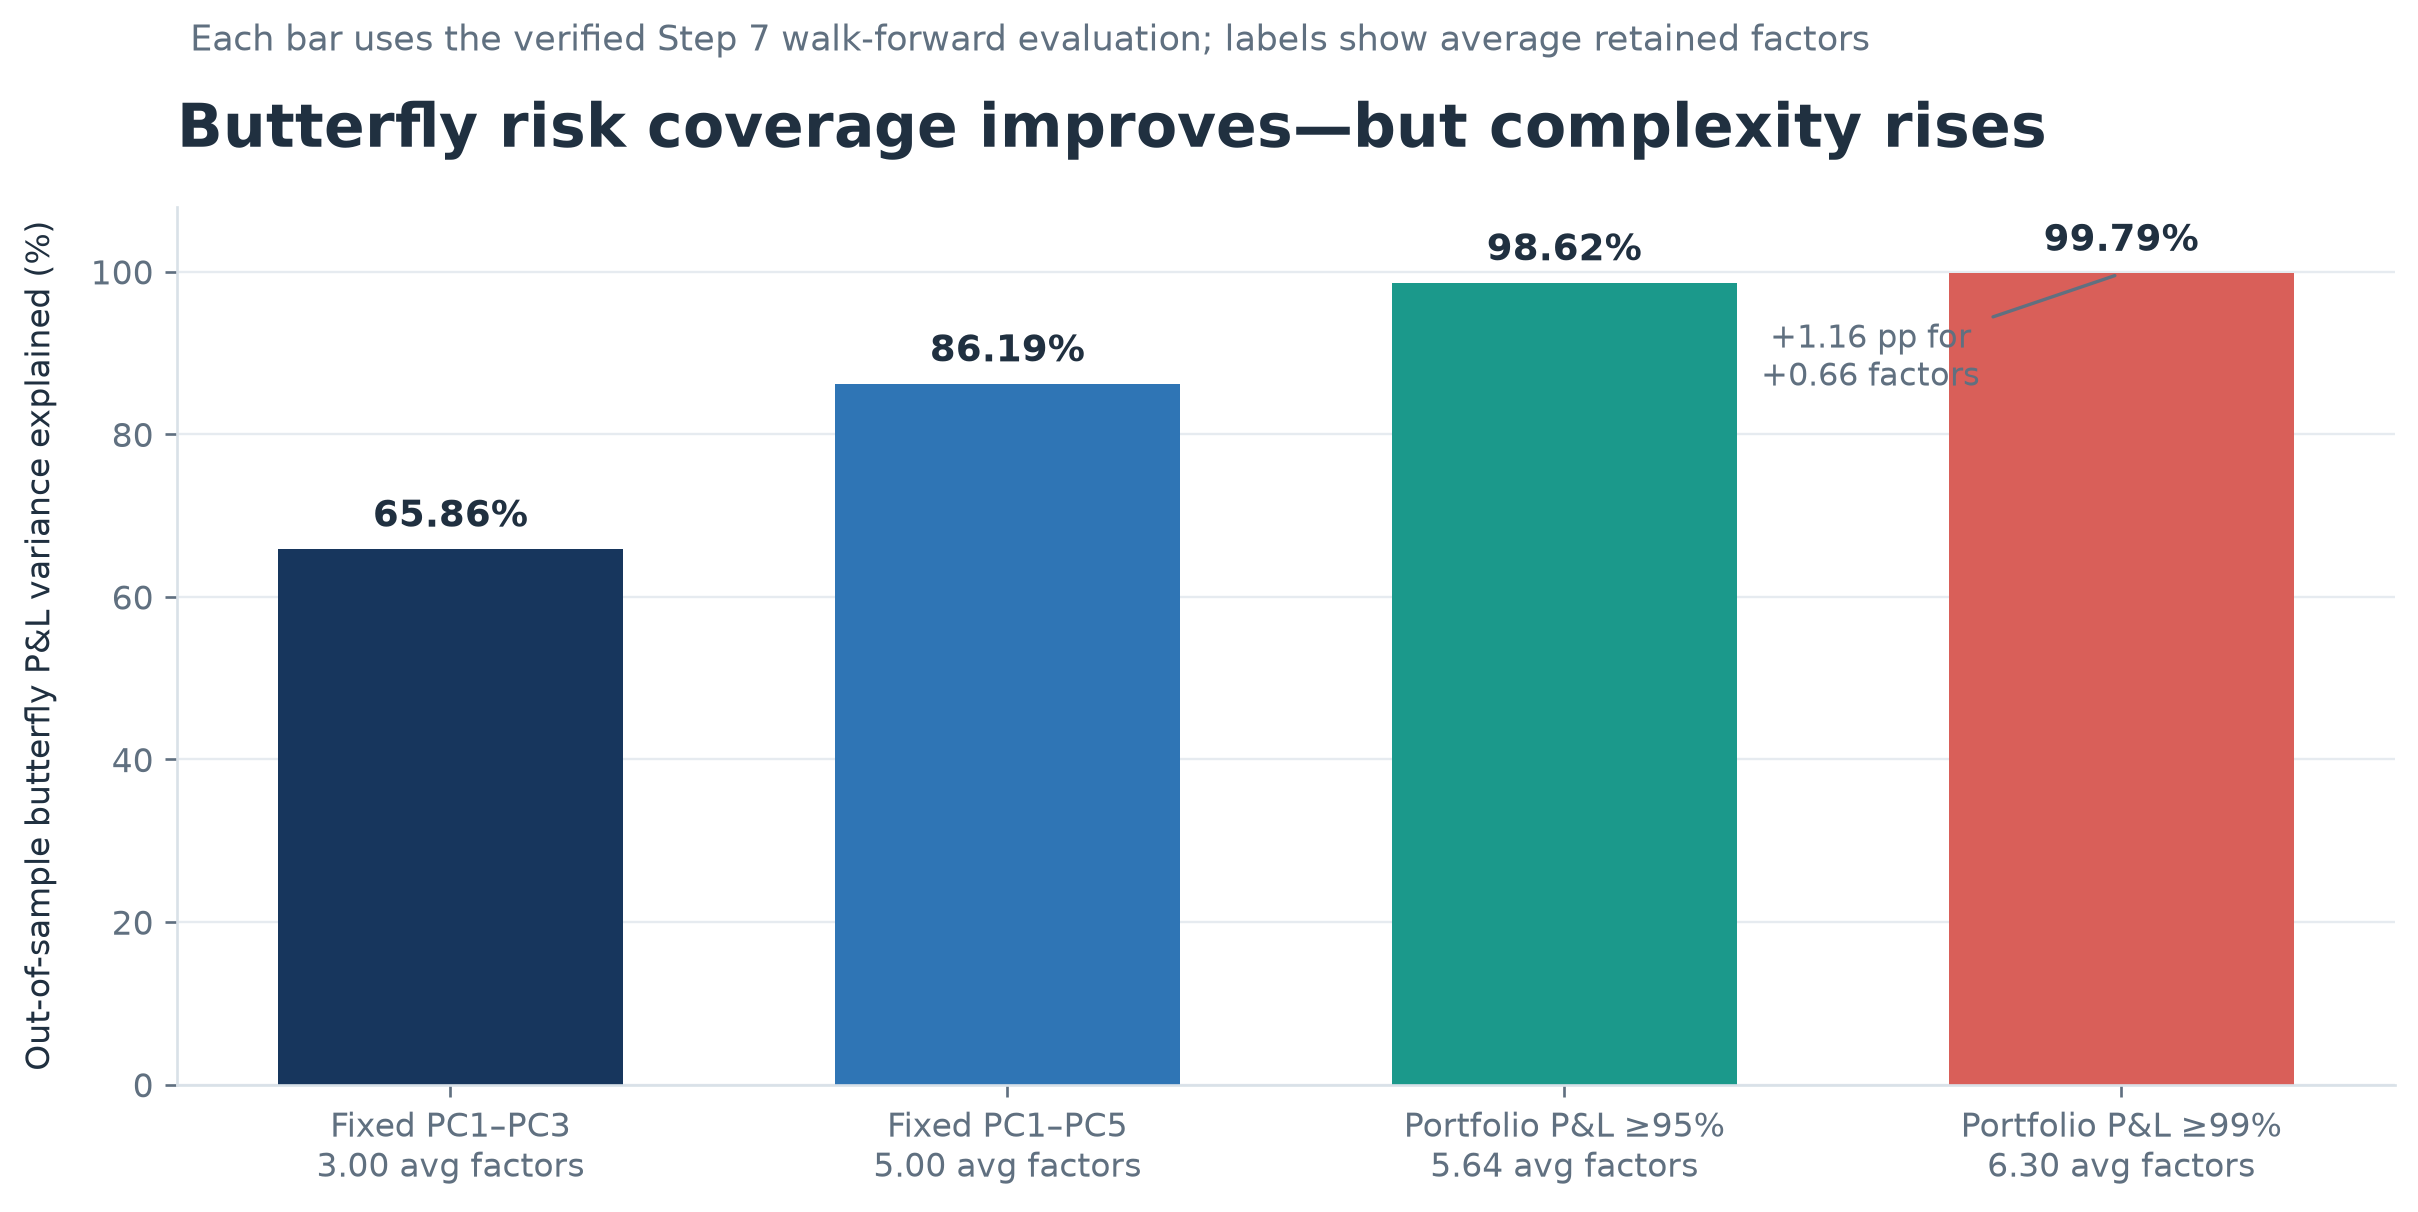 Each bar uses the verified Step 7 walk-forward evaluation; labels show average retained factors
Butterfly risk coverage improves—but complexity rises
Out-of-sample butterfly P&L variance explained (%)
100
80
60
40
20
0
65.86%
86.19%
98.62%
99.79%
+1.16 pp for
+0.66 factors
Fixed PC1–PC3
3.00 avg factors
Fixed PC1–PC5
5.00 avg factors
Portfolio P&L ≥95%
5.64 avg factors
Portfolio P&L ≥99%
6.30 avg factors